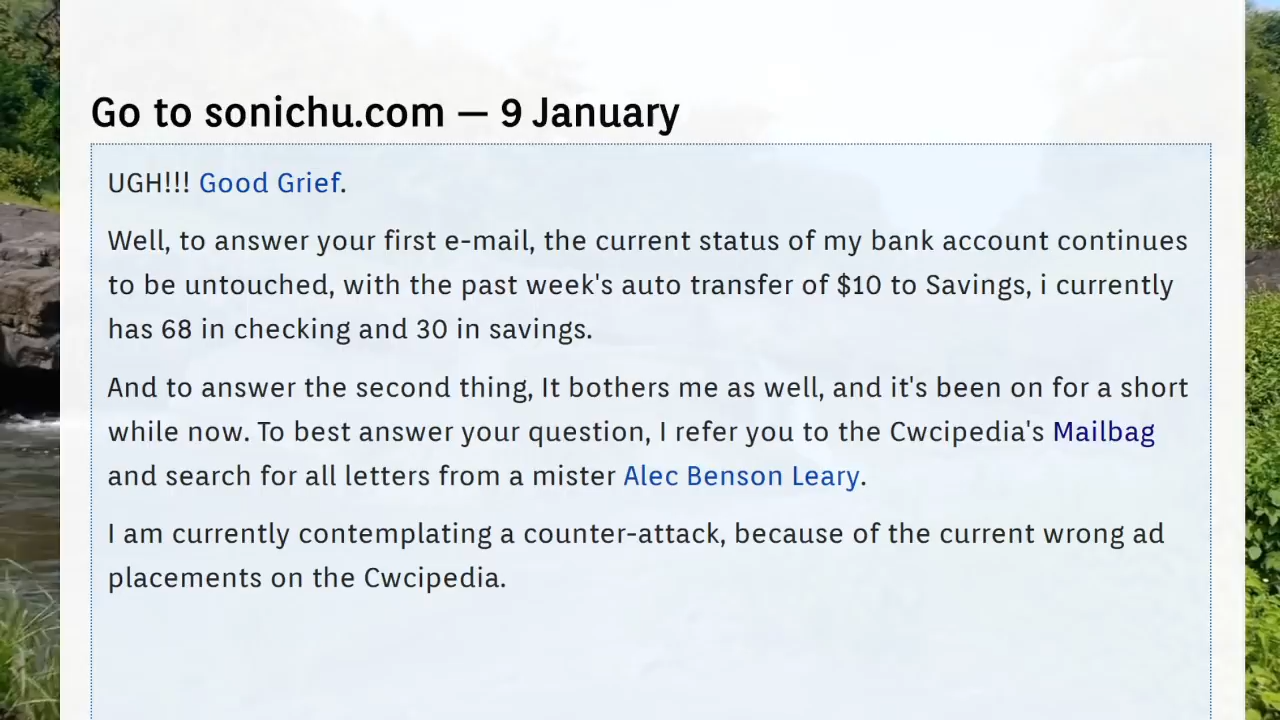 Go to sonichu.com — 9 January
UGH!!! Good Grief.
Well, to answer your first e-mail, the current status of my bank account continues
to be untouched, with the past week's auto transfer of $10 to Savings, i currently
has 68 in checking and 30 in savings.
And to answer the second thing, It bothers me as well, and it's been on for a short
while now. To best answer your question, I refer you to the Cwcipedia's Mailbag
and search for all letters from a mister Alec Benson Leary.
I am currently contemplating a counter-attack, because of the current wrong ad
placements on the Cwcipedia.